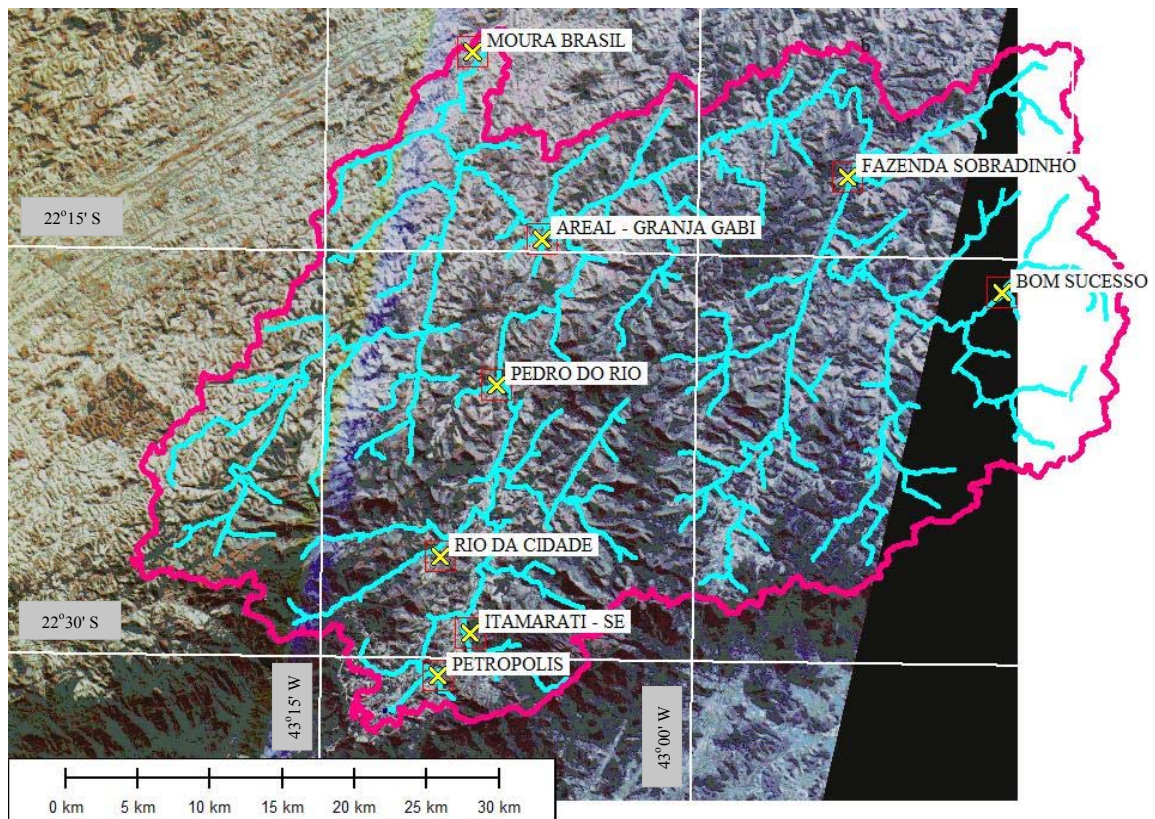 MOURA BRASIL
FAZENDA SOBRADINHO
22°15' S
AREAL - GRANJA GABI
BOM SUCESSO
PEDRO DO RIO
RIO DA CIDADE
22°30' S
ITAMARATI - SE
PETROPOLIS
43°15' W
43°00' W
0 km 5 km 10 km 15 km 20 km 25 km 30 km